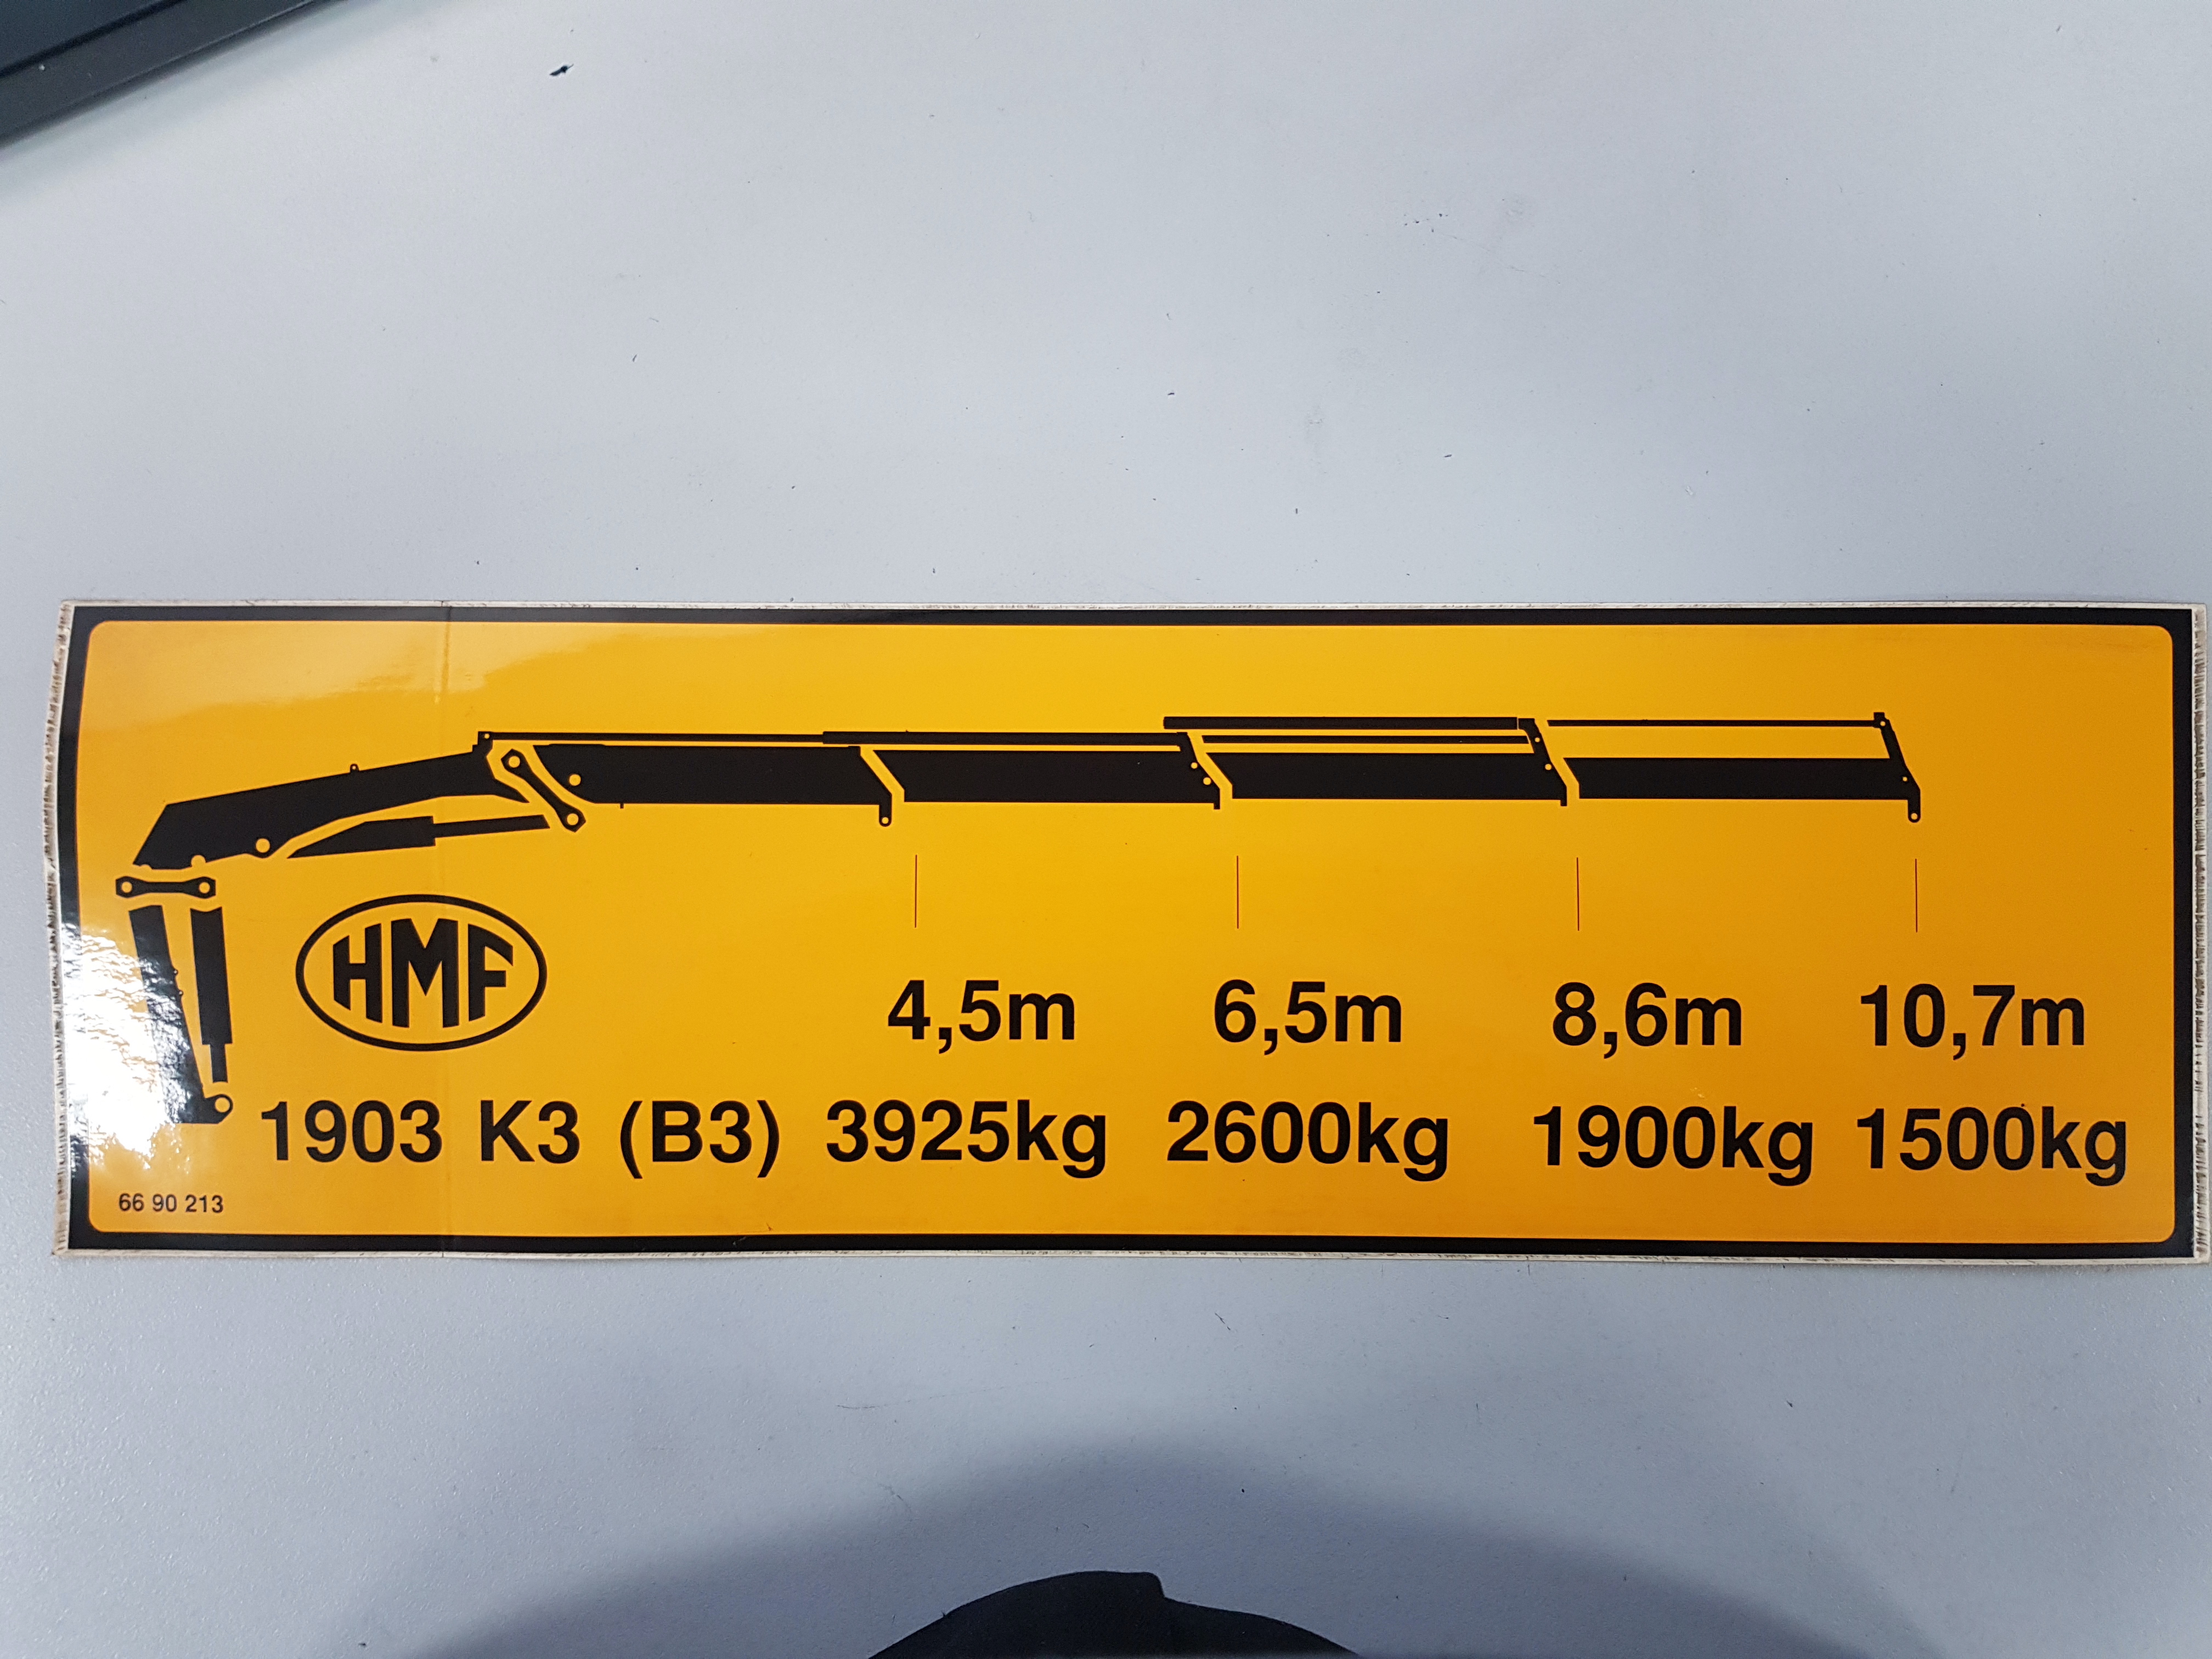 HMF
4,5m 6,5m 8,6m 10,7m
1903 K3 (B3) 3925kg 2600kg 1900kg 1500kg
66 90 213